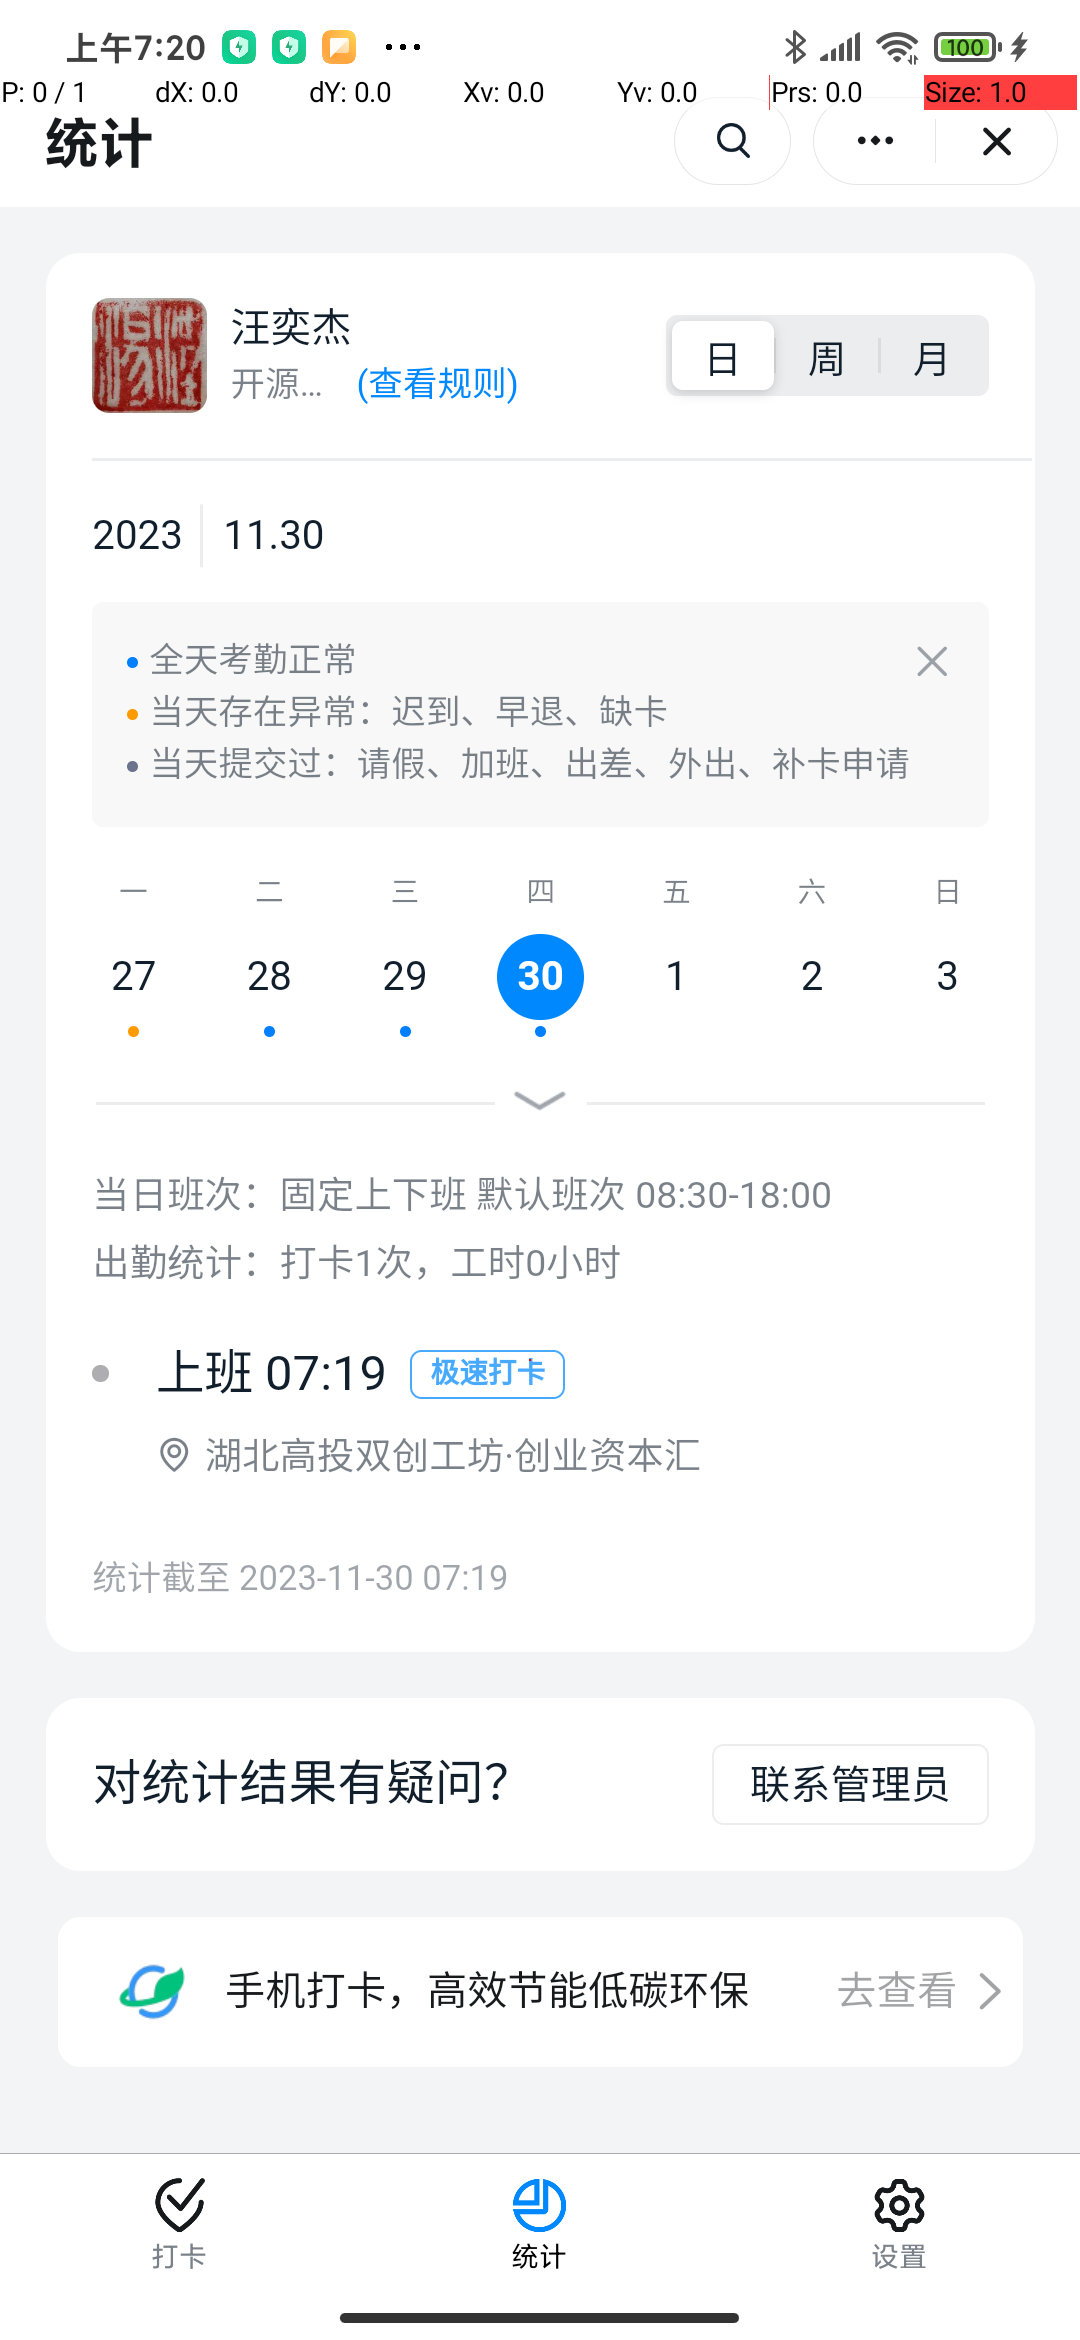 上午7:20
100
P: 0 / 1 dX: 0.0 dY: 0.0 Xv: 0.0 Yv: 0.0 Prs: 0.0 Size: 1.0
统计
汪奕杰
开源... (查看规则)
日 周 月
2023 11.30
全天考勤正常
当天存在异常：迟到、早退、缺卡
当天提交过：请假、加班、出差、外出、补卡申请
一 二 三 四 五 六 日
27 28 29 30 1 2 3
当日班次：固定上下班 默认班次 08:30-18:00
出勤统计：打卡1次，工时0小时
上班 07:19 极速打卡
湖北高投双创工坊·创业资本汇
统计截至 2023-11-30 07:19
对统计结果有疑问？
联系管理员
手机打卡，高效节能低碳环保 去查看
打卡 统计 设置